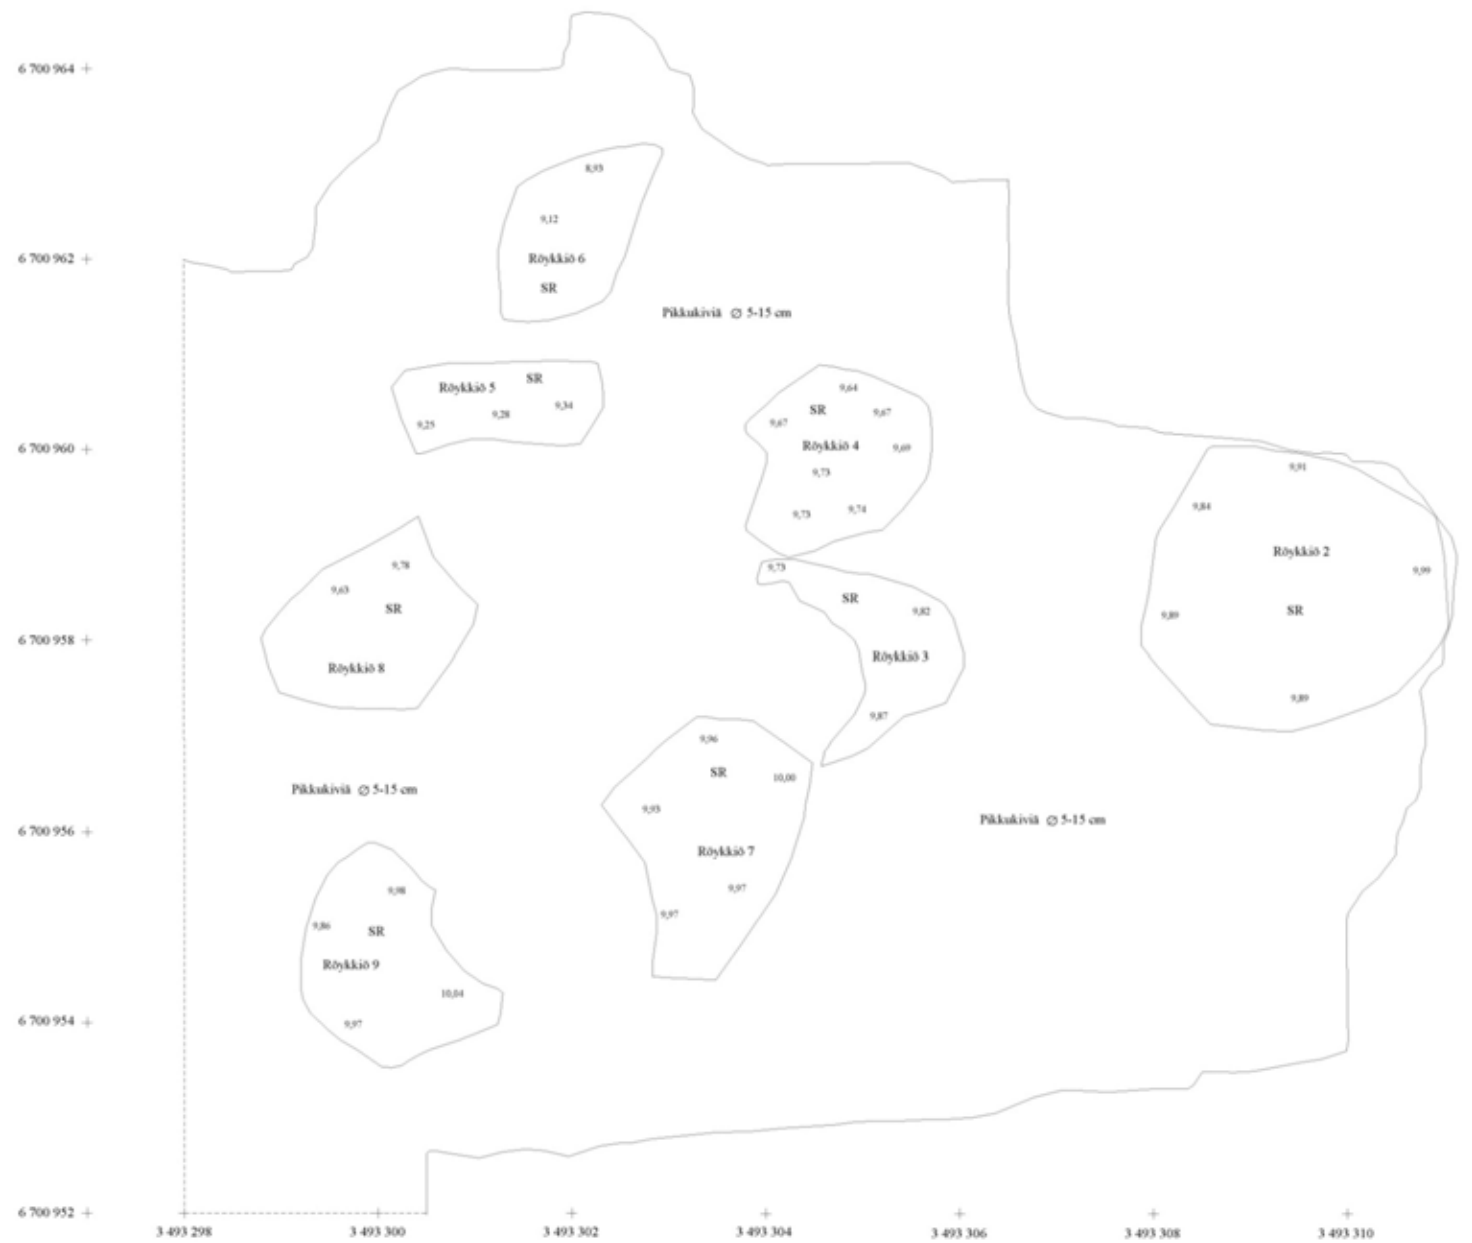 6 700 964
8,93
9,12
6 700 962
Röykkiö 6
SR
Pikkukiviä ∅ 5-15 cm
Röykkiö 5
SR
9,25
9,28
9,34
9,64
SR
9,67
9,67
6 700 960
Röykkiö 4
9,69
9,73
9,73
9,74
9,91
9,84
Röykkiö 2
9,99
9,89
SR
9,89
9,78
9,63
SR
Röykkiö 8
9,73
SR
9,82
6 700 958
Röykkiö 3
9,87
9,96
SR
10,00
9,93
Röykkiö 7
9,97
9,97
Pikkukiviä ∅ 5-15 cm
Pikkukiviä ∅ 5-15 cm
6 700 956
9,98
9,86
SR
Röykkiö 9
10,04
9,97
6 700 954
6 700 952
3 493 298
3 493 300
3 493 302
3 493 304
3 493 306
3 493 308
3 493 310